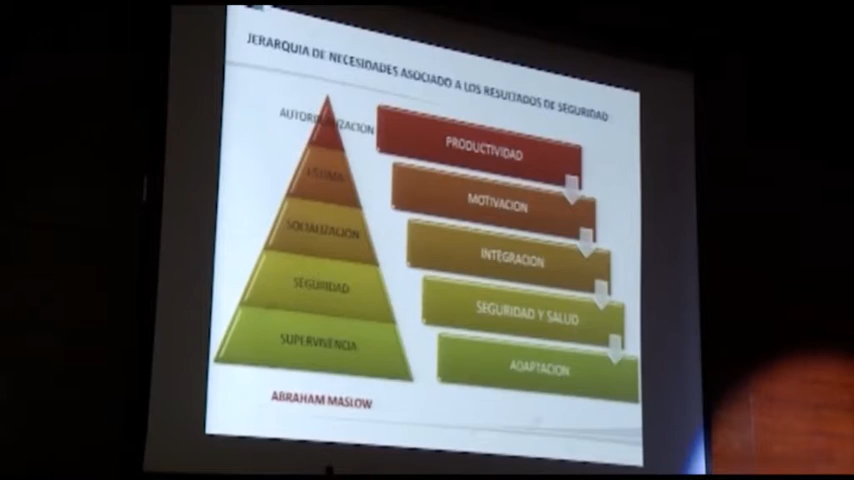 JERARQUIA DE NECESIDADES ASOCIADO A LOS RESULTADOS DE SEGURIDAD
PRODUCTIVIDAD
ESTIMA
MOTIVACION
SOCIALIZACION
INTEGRACION
SEGURIDAD
SEGURIDAD Y SALUD
SUPERVIVENCIA
ADAPTACION
ABRAHAM MASLOW